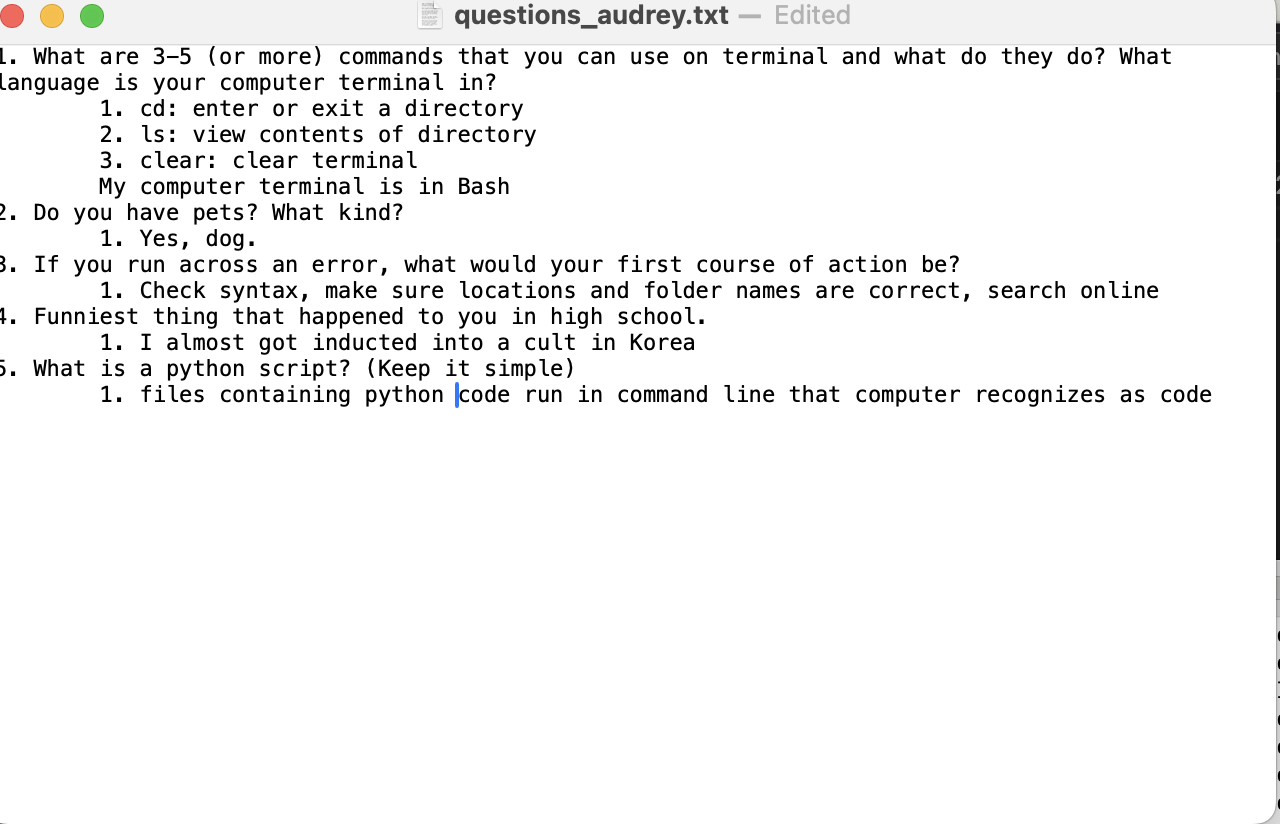 questions_audrey.txt — Edited
1. What are 3-5 (or more) commands that you can use on terminal and what do they do? What
language is your computer terminal in?
1. cd: enter or exit a directory
2. ls: view contents of directory
3. clear: clear terminal
My computer terminal is in Bash
2. Do you have pets? What kind?
1. Yes, dog.
3. If you run across an error, what would your first course of action be?
1. Check syntax, make sure locations and folder names are correct, search online
4. Funniest thing that happened to you in high school.
1. I almost got inducted into a cult in Korea
5. What is a python script? (Keep it simple)
1. files containing python code run in command line that computer recognizes as code